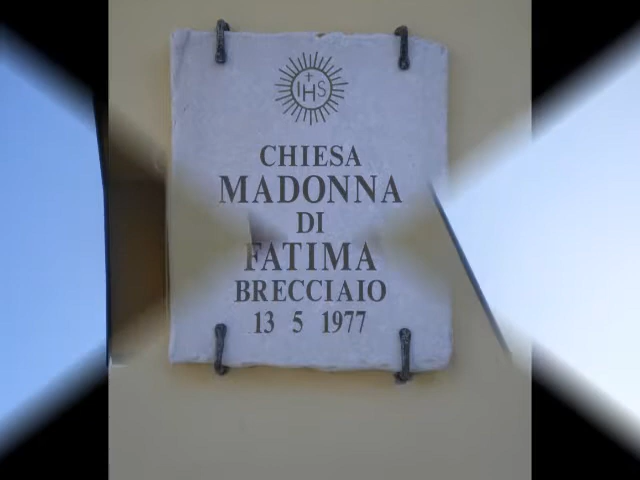 IHS
CHIESA
MADONNA
DI
FATIMA
BRECCIAIO
13 5 1977